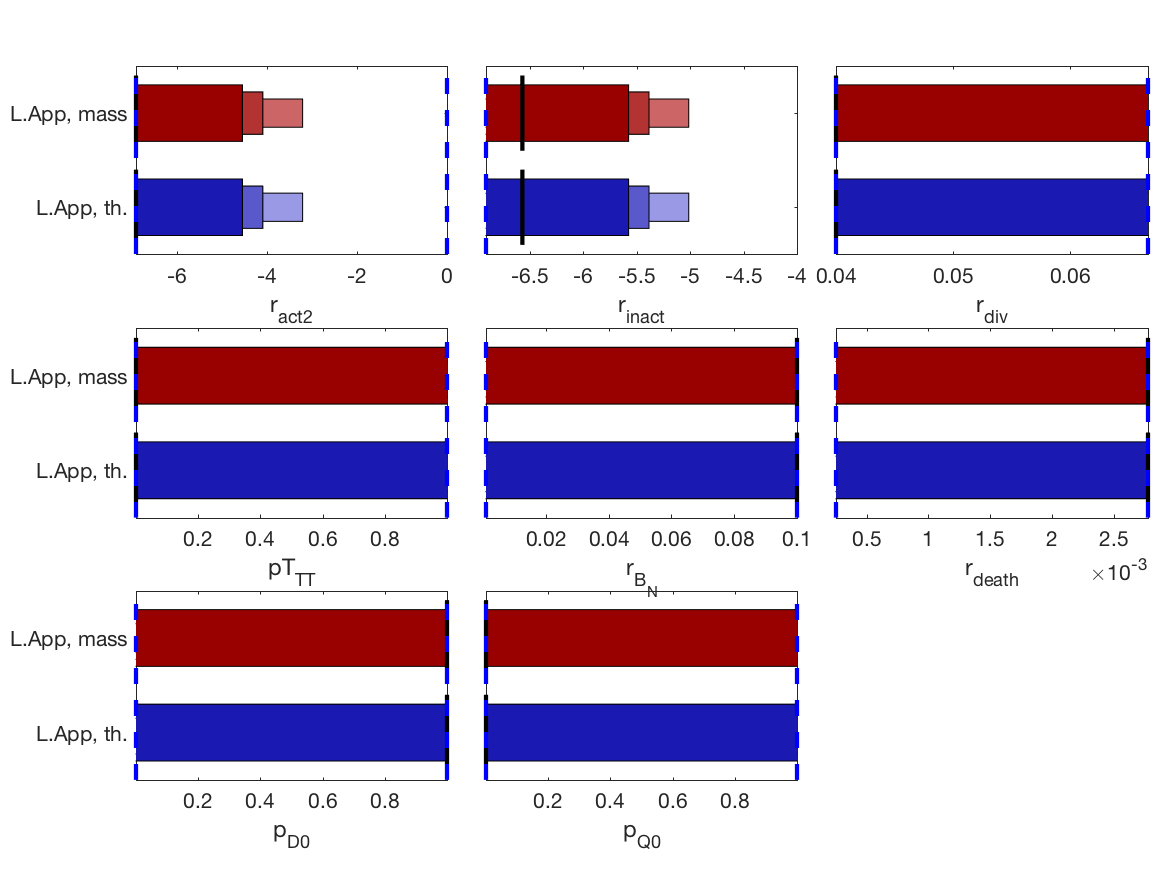 L.App, mass
L.App, th.
-6 -4 -2 0
r_act2
-6.5 -6 -5.5 -5 -4.5 -4
r_inact
0.04 0.05 0.06
r_div
L.App, mass
L.App, th.
0.2 0.4 0.6 0.8
pT_TT
0.02 0.04 0.06 0.08 0.1
r_B_N
0.5 1 1.5 2 2.5
r_death
×10^-3
L.App, mass
L.App, th.
0.2 0.4 0.6 0.8
p_D0
0.2 0.4 0.6 0.8
p_Q0